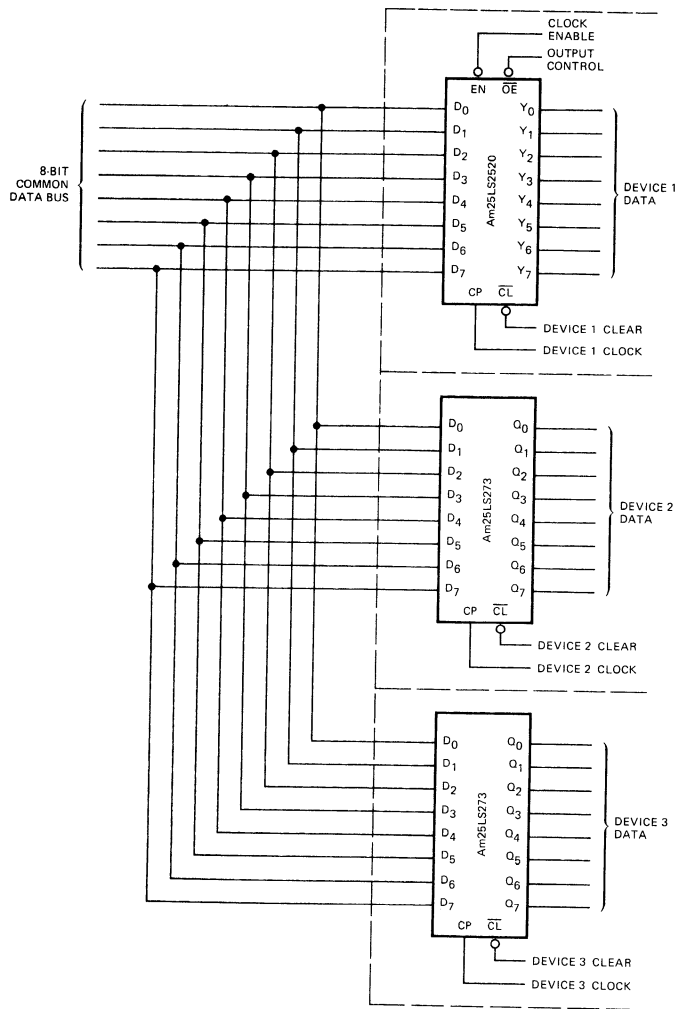 CLOCK
ENABLE
OUTPUT
CONTROL
EN OE
8-BIT
COMMON
DATA BUS
D0 Y0
D1 Y1
D2 Y2
D3 Y3
D4 Y4
D5 Y5
D6 Y6
D7 Y7
Am25LS2520
DEVICE 1
DATA
CP CL
DEVICE 1 CLEAR
DEVICE 1 CLOCK
D0 Q0
D1 Q1
D2 Q2
D3 Q3
D4 Q4
D5 Q5
D6 Q6
D7 Q7
Am25LS273
DEVICE 2
DATA
CP CL
DEVICE 2 CLEAR
DEVICE 2 CLOCK
D0 Q0
D1 Q1
D2 Q2
D3 Q3
D4 Q4
D5 Q5
D6 Q6
D7 Q7
Am25LS273
DEVICE 3
DATA
CP CL
DEVICE 3 CLEAR
DEVICE 3 CLOCK